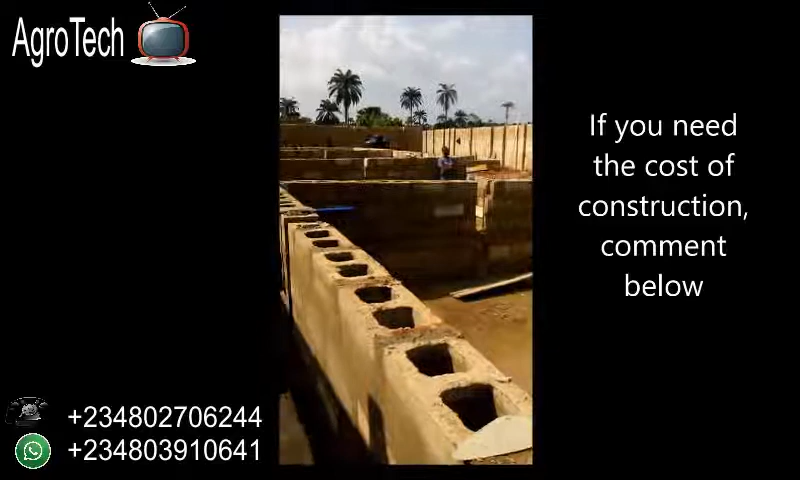 AgroTech
If you need
the cost of
construction,
comment
below
+234802706244
+234803910641